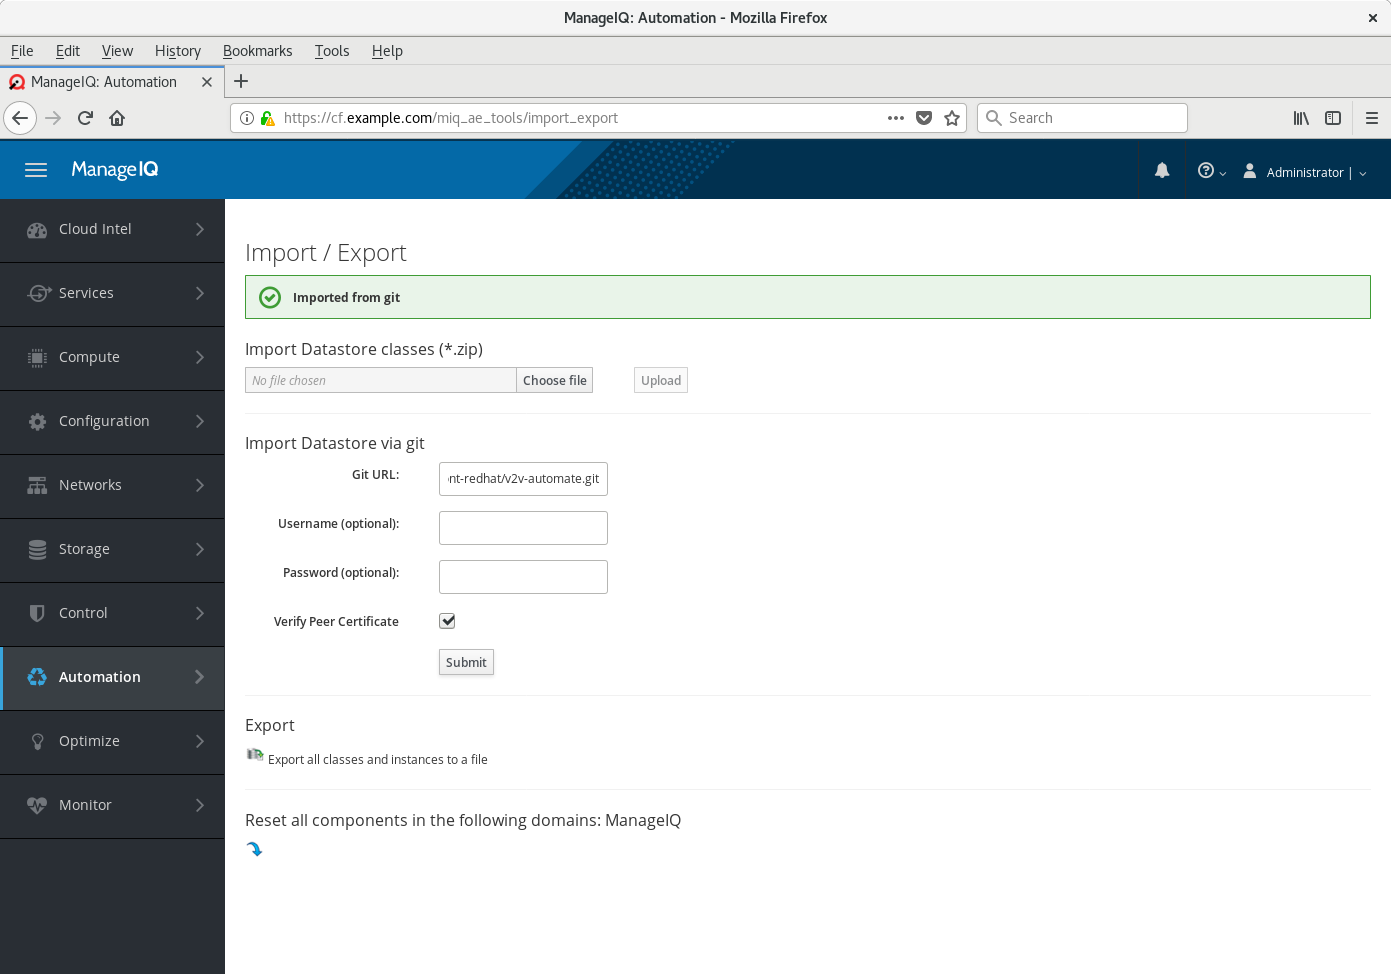 ManageIQ: Automation - Mozilla Firefox
File Edit View History Bookmarks Tools Help
ManageIQ: Automation
https://cf.example.com/miq_ae_tools/import_export
Search
ManageIQ
Administrator |
Cloud Intel
Services
Compute
Configuration
Networks
Storage
Control
Automation
Optimize
Monitor
Import / Export
Imported from git
Import Datastore classes (*.zip)
No file chosen Choose file Upload
Import Datastore via git
Git URL: nt-redhat/v2v-automate.git
Username (optional):
Password (optional):
Verify Peer Certificate
Submit
Export
Export all classes and instances to a file
Reset all components in the following domains: ManageIQ